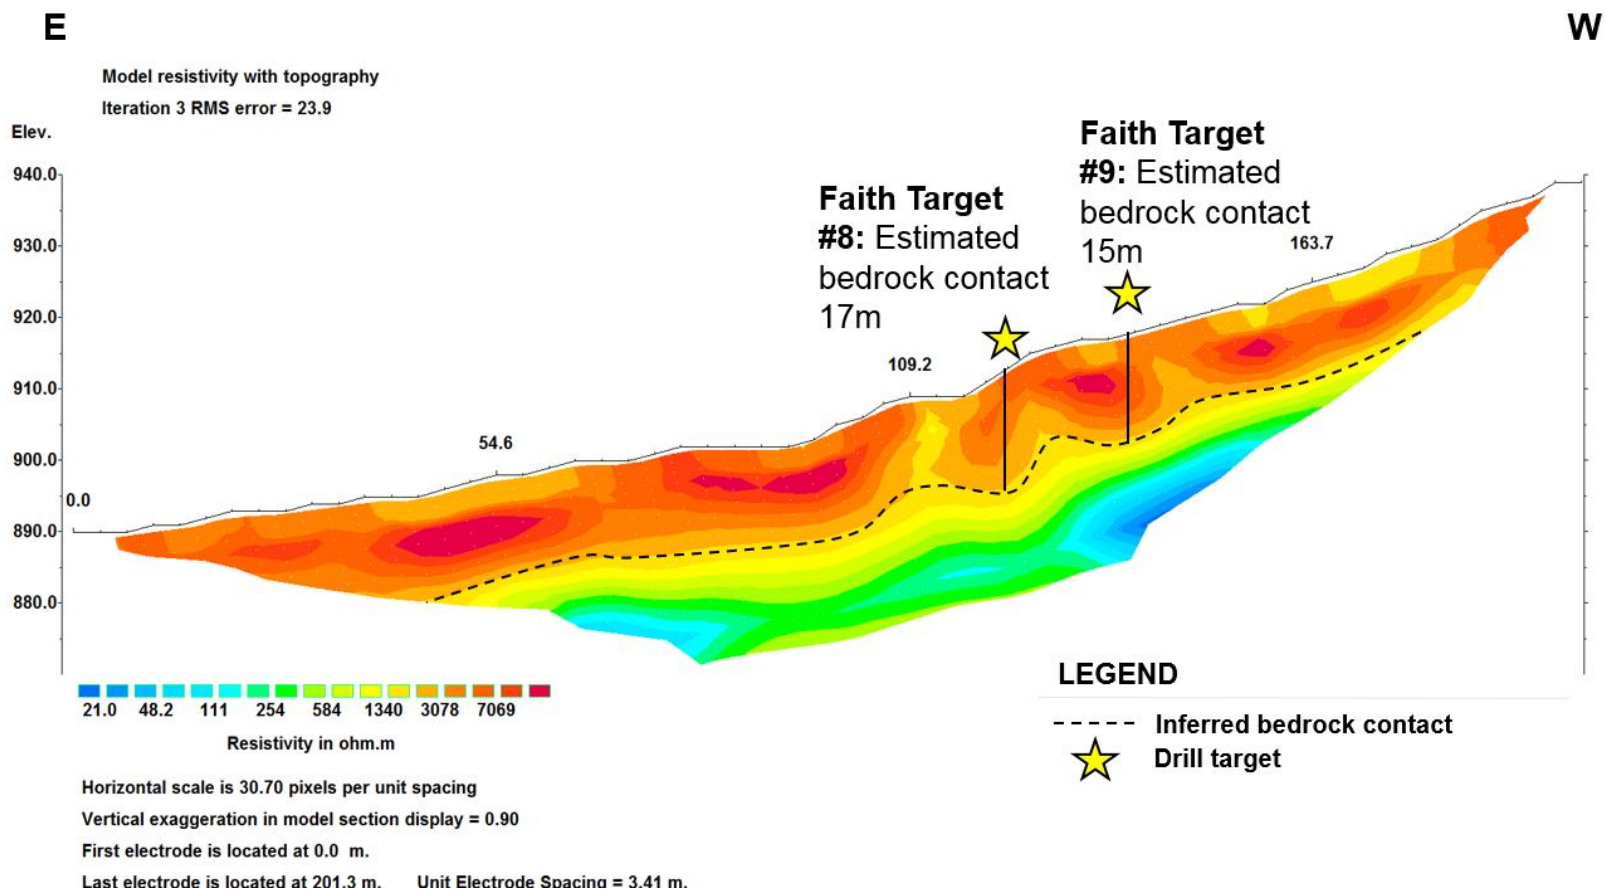 E
W
Model resistivity with topography
Iteration 3 RMS error = 23.9
Elev.
940.0
930.0
920.0
910.0
900.0
890.0
880.0
Faith Target
#8: Estimated
bedrock contact
17m
Faith Target
#9: Estimated
bedrock contact
15m
0.0
54.6
109.2
163.7
21.0 48.2 111 254 584 1340 3078 7069
Resistivity in ohm.m
LEGEND
Inferred bedrock contact
Drill target
Horizontal scale is 30.70 pixels per unit spacing
Vertical exaggeration in model section display = 0.90
First electrode is located at 0.0 m.
Last electrode is located at 201.3 m. Unit Electrode Spacing = 3.41 m.